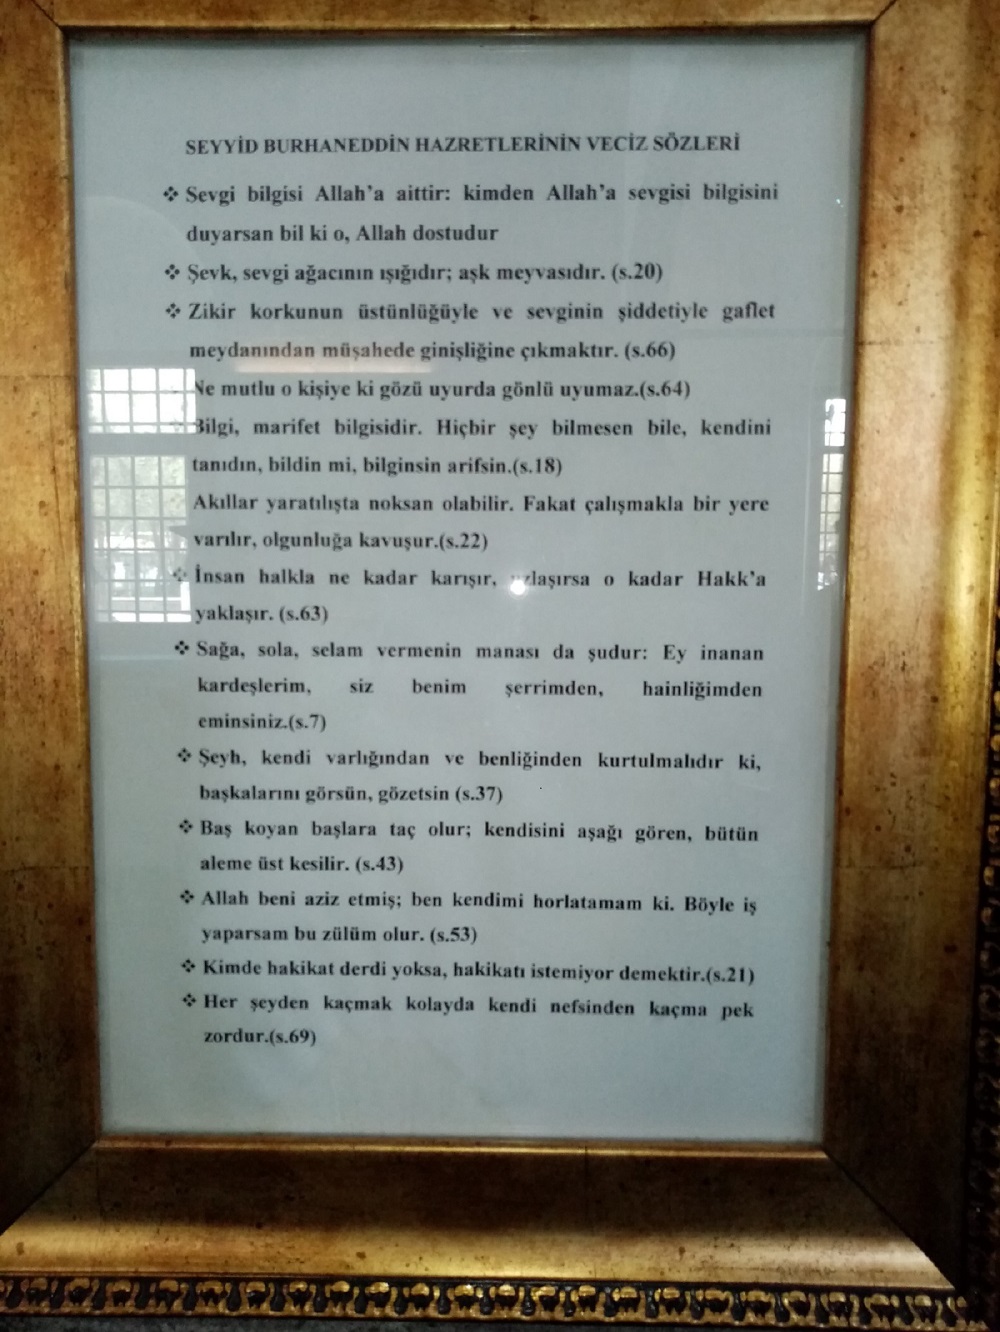 SEYYİD BURHANEDDİN HAZRETLERİNİN VECİZ SÖZLERİ
❖ Sevgi bilgisi Allah'a aittir: kimden Allah'a sevgisi bilgisini
duyarsan bil ki o, Allah dostudur
❖ Şevk, sevgi ağacının ışığıdır; aşk meyvasıdır. (s.20)
❖ Zikir korkunun üstünlüğüyle ve sevginin şiddetiyle gaflet
meydanından müşahede ginişliğine çıkmaktır. (s.66)
Ne mutlu o kişiye ki gözü uyurda gönlü uyumaz.(s.64)
Bilgi, marifet bilgisidir. Hiçbir şey bilmesen bile, kendini
tanıdın, bildin mi, bilginsin arifsin.(s.18)
Akıllar yaratılışta noksan olabilir. Fakat çalışmakla bir yere
varılır, olgunluğa kavuşur.(s.22)
❖ İnsan halkla ne kadar karışır, o kadar Hakk'a
yaklaşır. (s.63)
❖ Sağa, sola, selam vermenin manası da şudur: Ey inanan
kardeşlerim, siz benim şerrimden, hainliğimden
eminsiniz.(s.7)
❖ Şeyh, kendi varlığından ve benliğinden kurtulmalıdır ki,
başkalarını görsün, gözetsin (s.37)
❖ Baş koyan başlara taç olur; kendisini aşağı gören, bütün
aleme üst kesilir. (s.43)
❖ Allah beni aziz etmiş; ben kendimi horlatamam ki. Böyle iş
yaparsam bu zülüm olur. (s.53)
❖ Kimde hakikat derdi yoksa, hakikatı istemiyor demektir.(s.21)
❖ Her şeyden kaçmak kolayda kendi nefsinden kaçma pek
zordur.(s.69)